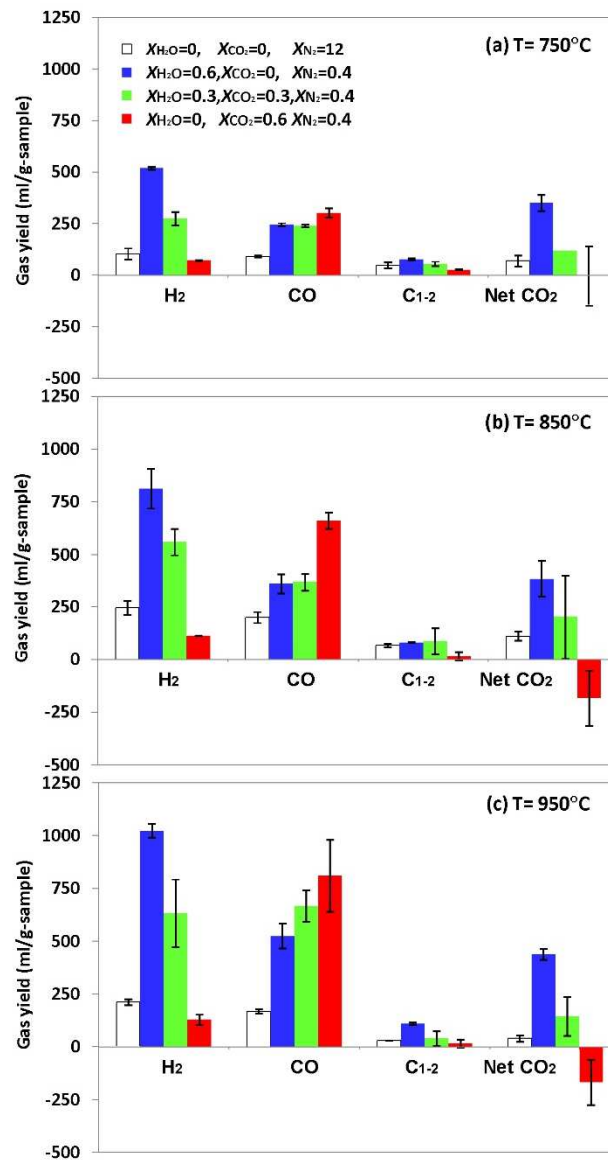 1250
1000
750
500
250
0
-250
-500
Gas yield (ml/g-sample)
(a) T= 750°C
XH₂O=0, XCO₂=0, XN₂=12
XH₂O=0.6,XCO₂=0, XN₂=0.4
XH₂O=0.3,XCO₂=0.3,XN₂=0.4
XH₂O=0, XCO₂=0.6 XN₂=0.4
H₂ CO C₁₋₂ Net CO₂
1250
1000
750
500
250
0
-250
-500
Gas yield (ml/g-sample)
(b) T= 850°C
H₂ CO C₁₋₂ Net CO₂
1250
1000
750
500
250
0
-250
-500
Gas yield (ml/g-sample)
(c) T= 950°C
H₂ CO C₁₋₂ Net CO₂